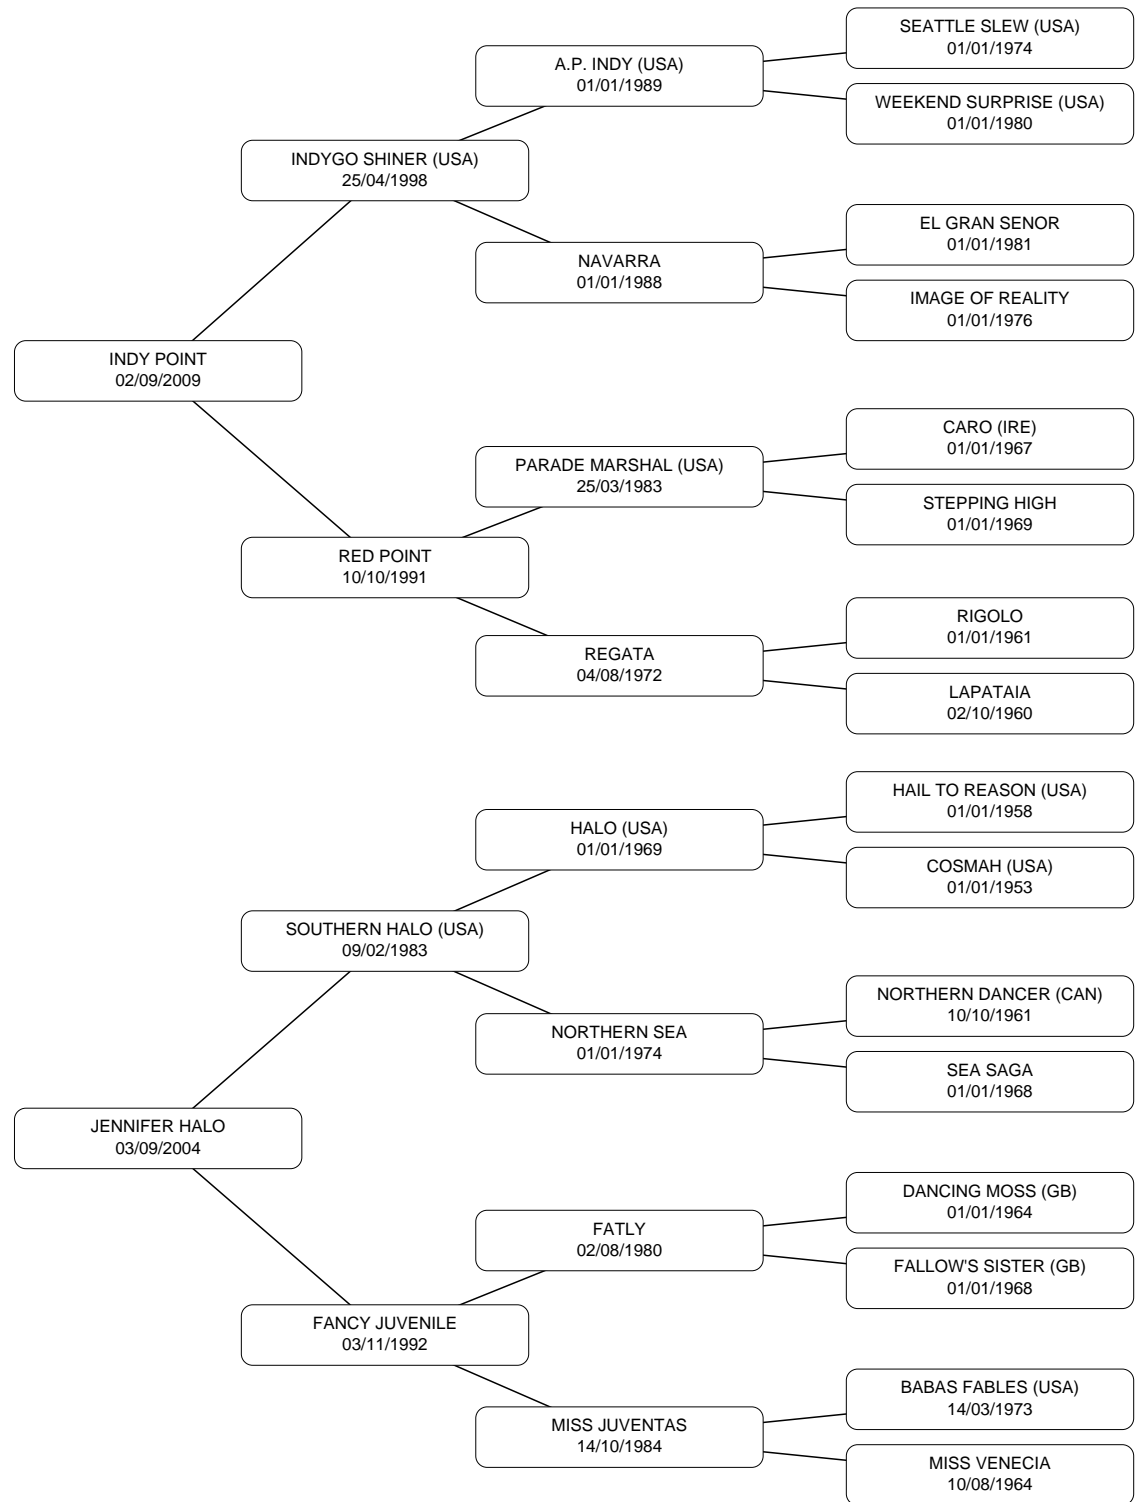 SEATTLE SLEW (USA)
01/01/1974
A.P. INDY (USA)
01/01/1989
WEEKEND SURPRISE (USA)
01/01/1980
INDYGO SHINER (USA)
25/04/1998
EL GRAN SENOR
01/01/1981
NAVARRA
01/01/1988
IMAGE OF REALITY
01/01/1976
INDY POINT
02/09/2009
CARO (IRE)
01/01/1967
PARADE MARSHAL (USA)
25/03/1983
STEPPING HIGH
01/01/1969
RED POINT
10/10/1991
RIGOLO
01/01/1961
REGATA
04/08/1972
LAPATAIA
02/10/1960
HAIL TO REASON (USA)
01/01/1958
HALO (USA)
01/01/1969
COSMAH (USA)
01/01/1953
SOUTHERN HALO (USA)
09/02/1983
NORTHERN DANCER (CAN)
10/10/1961
NORTHERN SEA
01/01/1974
SEA SAGA
01/01/1968
JENNIFER HALO
03/09/2004
DANCING MOSS (GB)
01/01/1964
FATLY
02/08/1980
FALLOW'S SISTER (GB)
01/01/1968
FANCY JUVENILE
03/11/1992
BABAS FABLES (USA)
14/03/1973
MISS JUVENTAS
14/10/1984
MISS VENECIA
10/08/1964